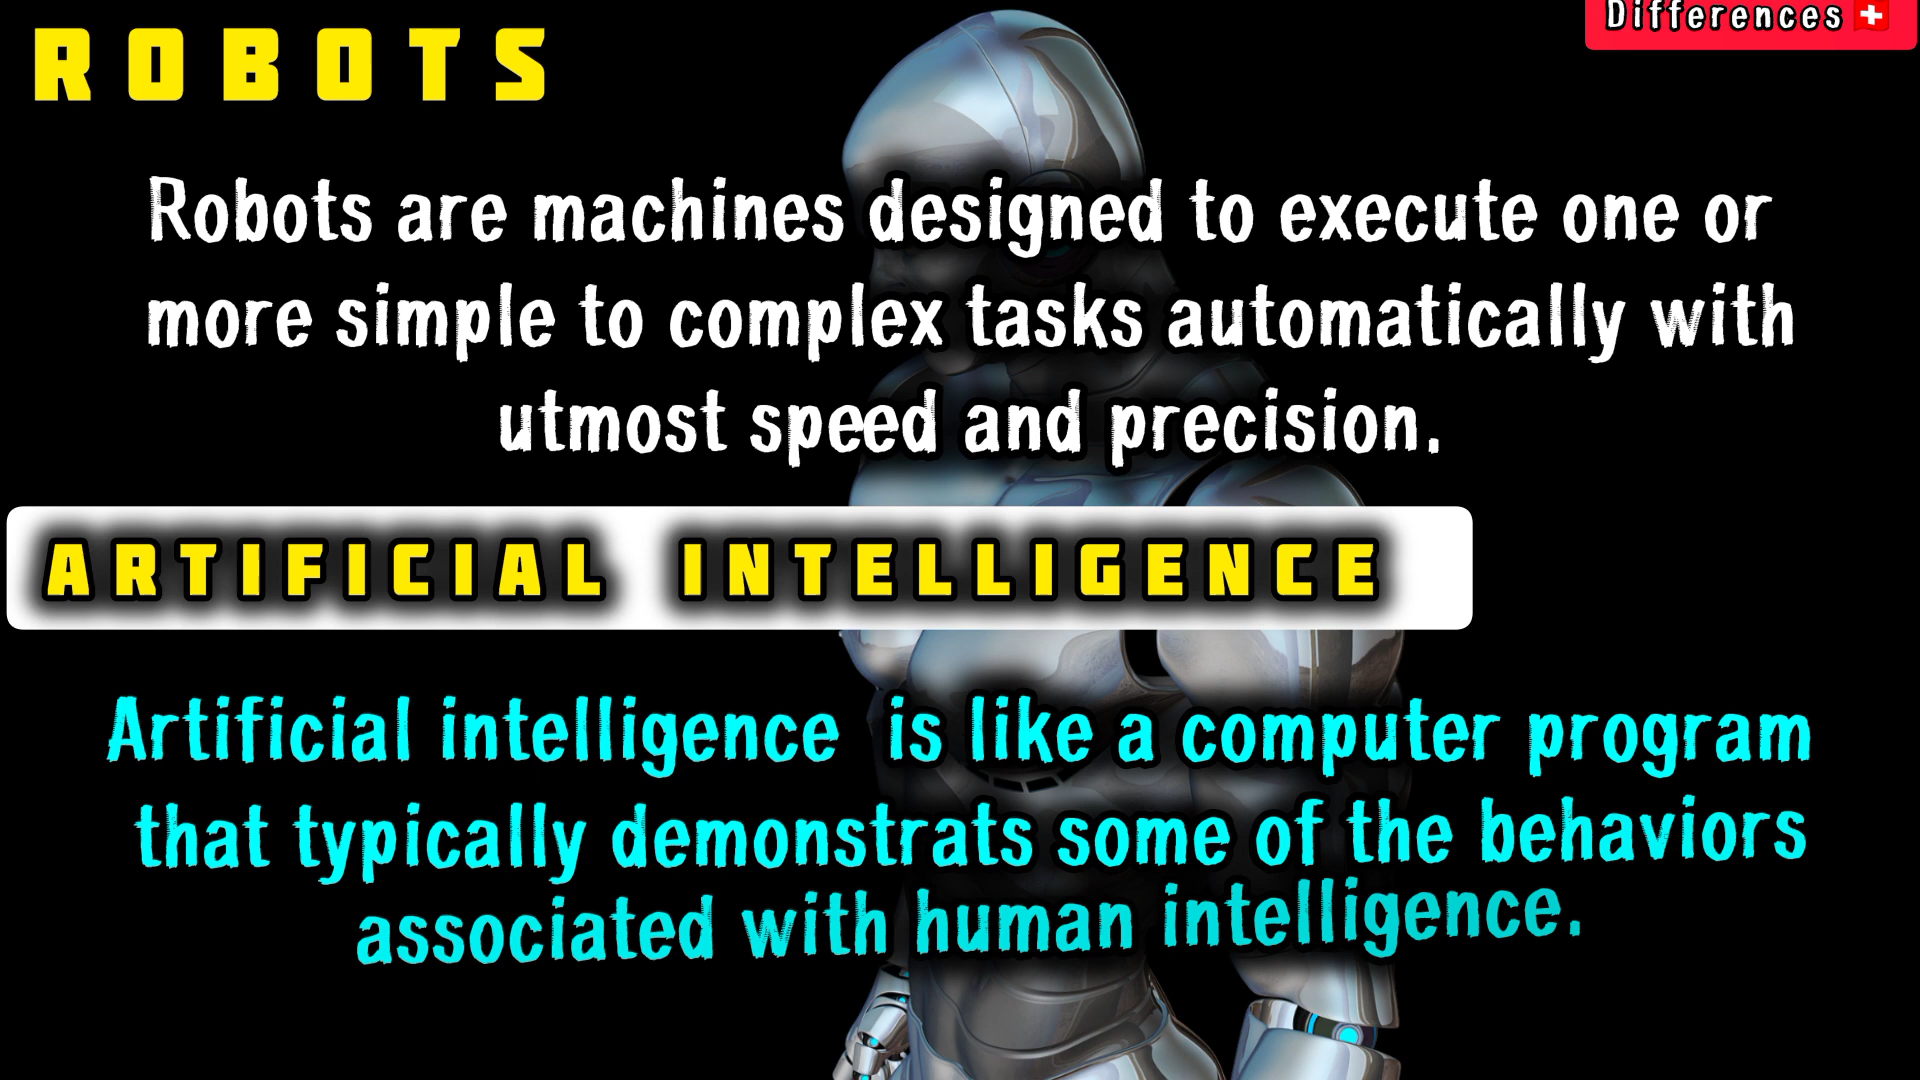 Differences
ROBOTS
Robots are machines designed to execute one or
more simple to complex tasks automatically with
utmost speed and precision.
ARTIFICIAL INTELLIGENCE
Artificial intelligence is like a computer program
that typically demonstrats some of the behaviors
associated with human intelligence.